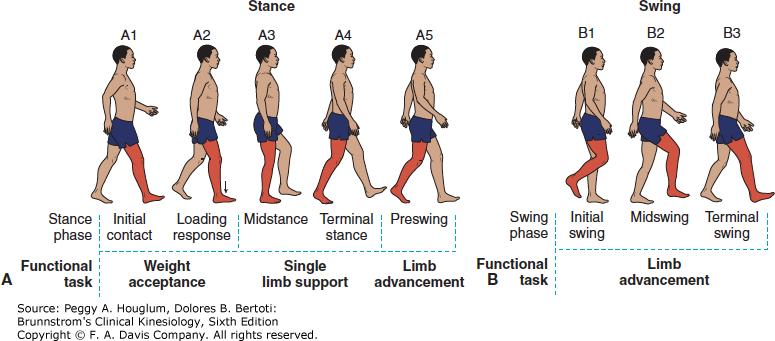 Stance
Swing
A1 A2 A3 A4 A5
B1 B2 B3
Stance phase
Initial contact
Loading response
Midstance
Terminal stance
Preswing
Swing phase
Initial swing
Midswing
Terminal swing
A
Functional task
Weight acceptance
Single limb support
Limb advancement
B
Functional task
Limb advancement
Source: Peggy A. Houglum, Dolores B. Bertoti:
Brunnstrom's Clinical Kinesiology, Sixth Edition
Copyright © F. A. Davis Company. All rights reserved.